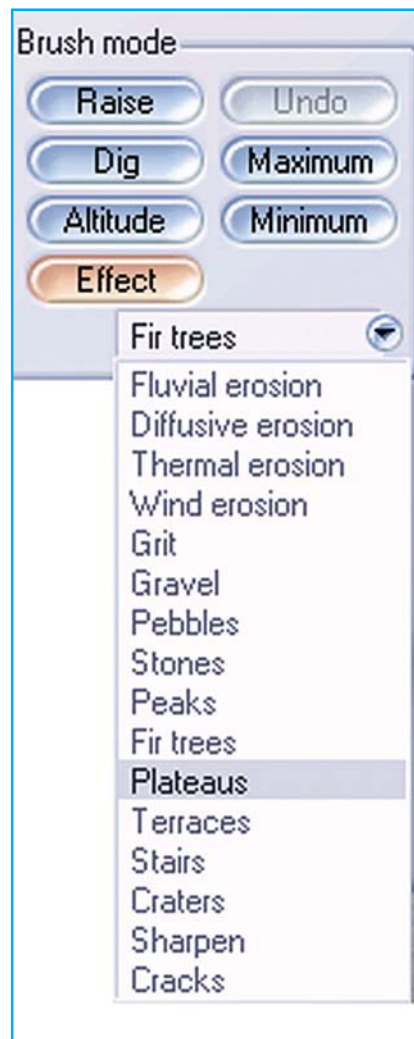 Brush mode
Raise Undo
Dig Maximum
Altitude Minimum
Effect
Fir trees
Fluvial erosion
Diffusive erosion
Thermal erosion
Wind erosion
Grit
Gravel
Pebbles
Stones
Peaks
Fir trees
Plateaus
Terraces
Stairs
Craters
Sharpen
Cracks